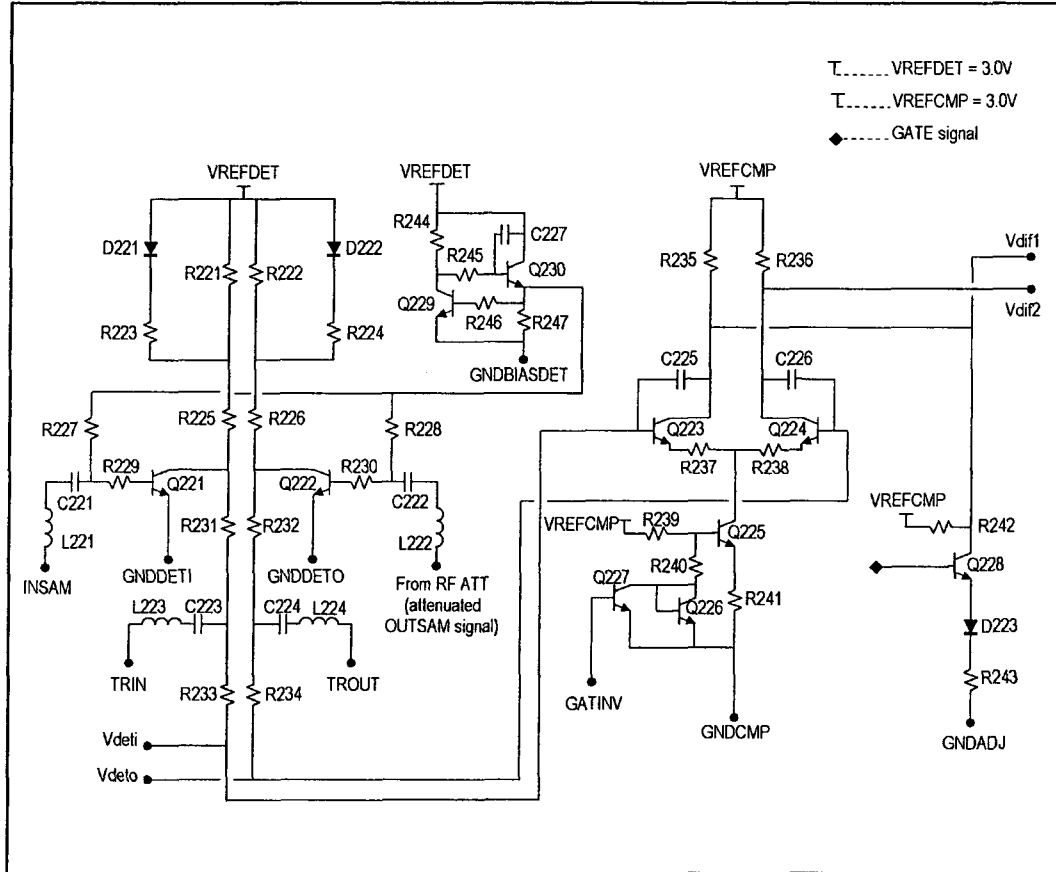 VREFDET = 3.0V
VREFCMP = 3.0V
GATE signal
VREFDET
VREFDET
VREFCMP
R244
C227
D221
D222
R245
Q230
R235
R236
Vdif1
R221
R222
Q229
Vdif2
R223
R224
R246
R247
GNDBIASDET
C225
C226
R227
R225
R226
R228
Q223
Q224
R229
Q221
Q222
R230
R237
R238
C221
C222
R231
R232
VREFCMP
R239
Q225
VREFCMP
R242
L221
L222
INSAM
GNDDETI
GNDDETO
From RF ATT
(attenuated
OUTSAM signal)
R240
Q227
Q226
R241
Q228
L223
C223
C224
L224
D223
TRIN
TROUT
R233
R234
GATINV
R243
GNDCMP
GNDADJ
Vdeti
Vdeto